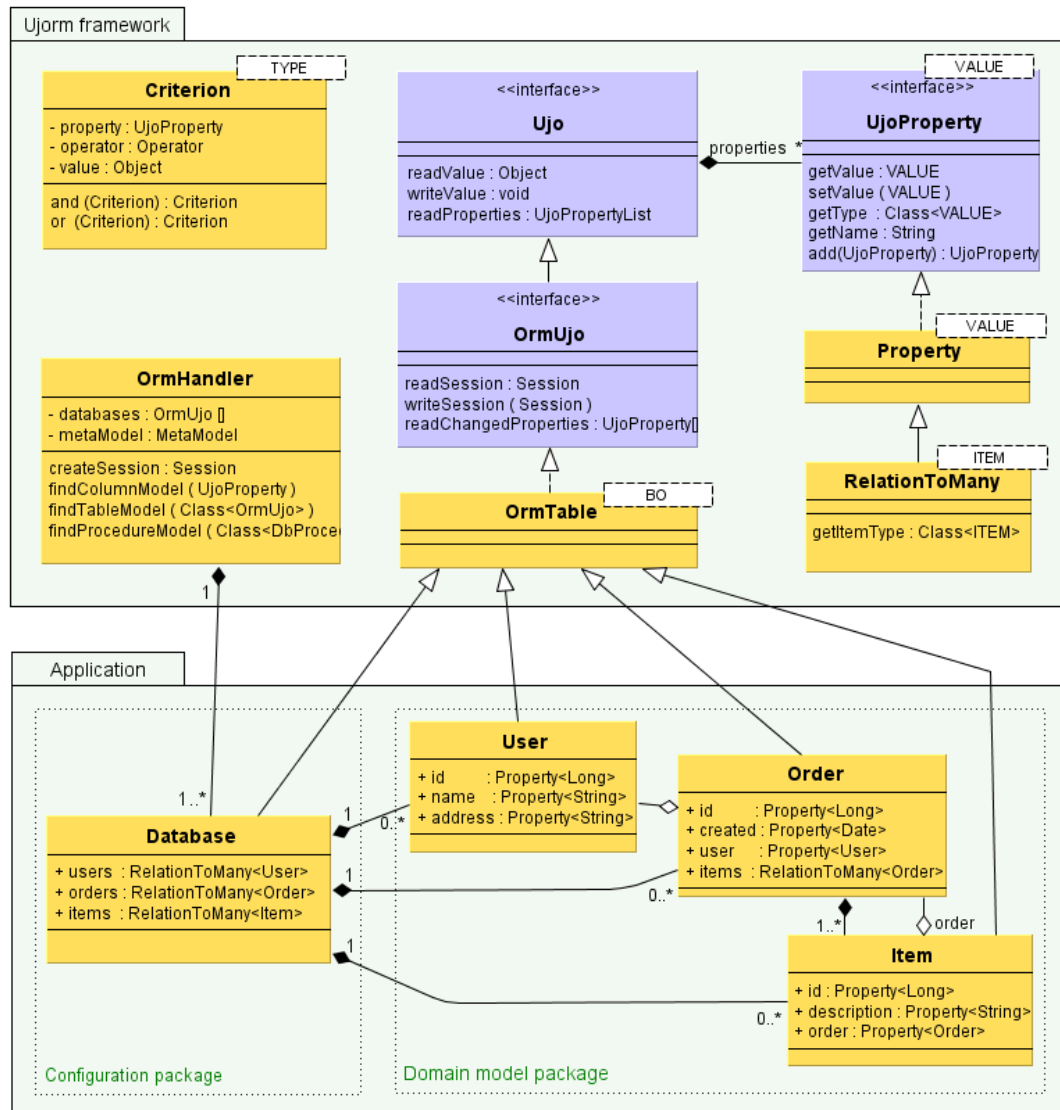 Ujorm framework
TYPE
Criterion
- property : UjoProperty
- operator : Operator
- value : Object
and (Criterion) : Criterion
or (Criterion) : Criterion
<<interface>>
Ujo
readValue : Object
writeValue : void
readProperties : UjoPropertyList
properties *
VALUE
<<interface>>
UjoProperty
getValue : VALUE
setValue ( VALUE )
getType : Class<VALUE>
getName : String
add(UjoProperty) : UjoProperty
<<interface>>
OrmUjo
readSession : Session
writeSession ( Session )
readChangedProperties : UjoProperty[]
VALUE
Property
OrmHandler
- databases : OrmUjo []
- metaModel : MetaModel
createSession : Session
findColumnModel ( UjoProperty )
findTableModel ( Class<OrmUjo> )
findProcedureModel ( Class<DbProce
1
BO
OrmTable
ITEM
RelationToMany
getItemType : Class<ITEM>
Application
1..*
Database
+ users : RelationToMany<User>
+ orders : RelationToMany<Order>
+ items : RelationToMany<Item>
1
0..*
1
0..*
1
0..*
User
+ id : Property<Long>
+ name : Property<String>
+ address : Property<String>
Order
+ id : Property<Long>
+ created : Property<Date>
+ user : Property<User>
+ items : RelationToMany<Order>
1..*
order
Item
+ id : Property<Long>
+ description : Property<String>
+ order : Property<Order>
Configuration package
Domain model package